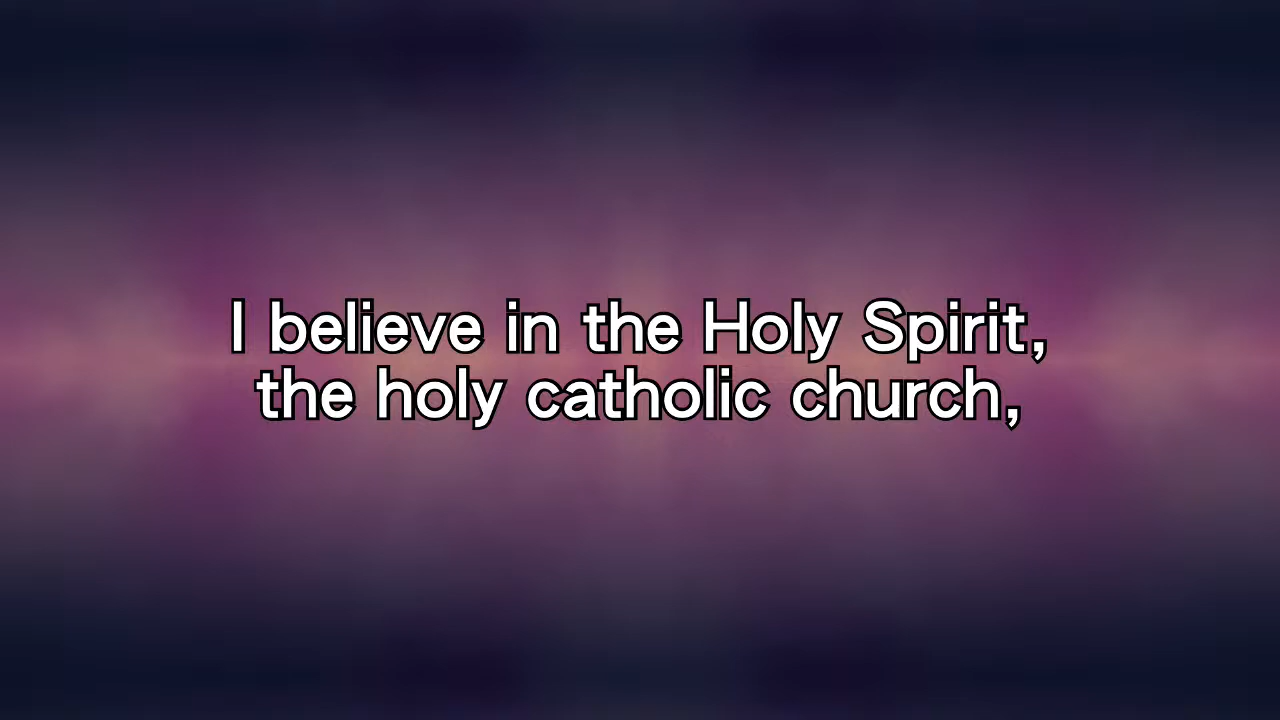 I believe in the Holy Spirit,
the holy catholic church,